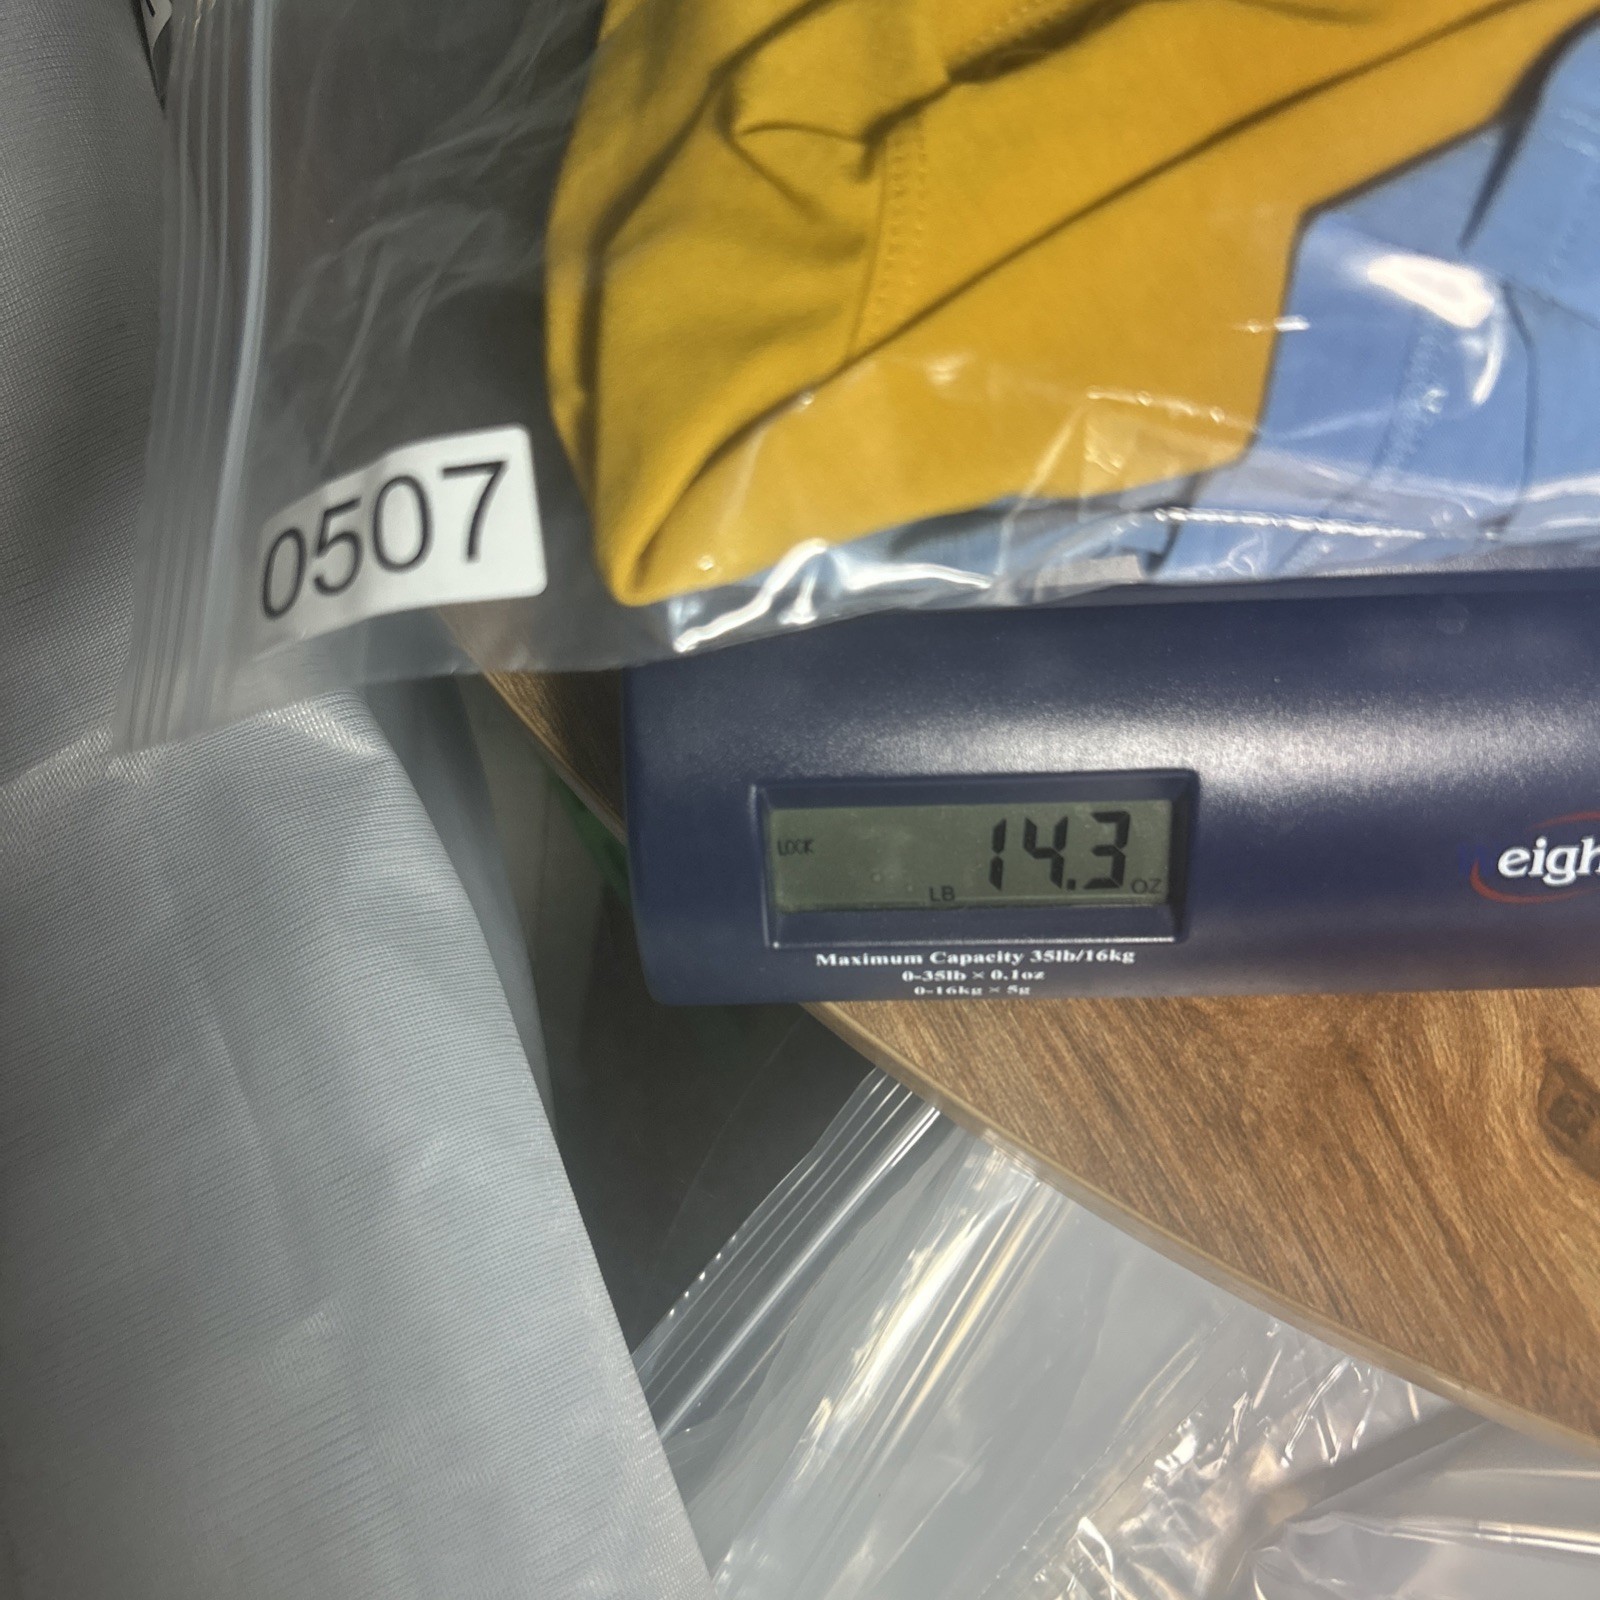 0507
LOCK
LB 14.3 OZ
eigh
Maximum Capacity 35lb/16kg
0-35lb × 0.1oz
0-16kg × 5g